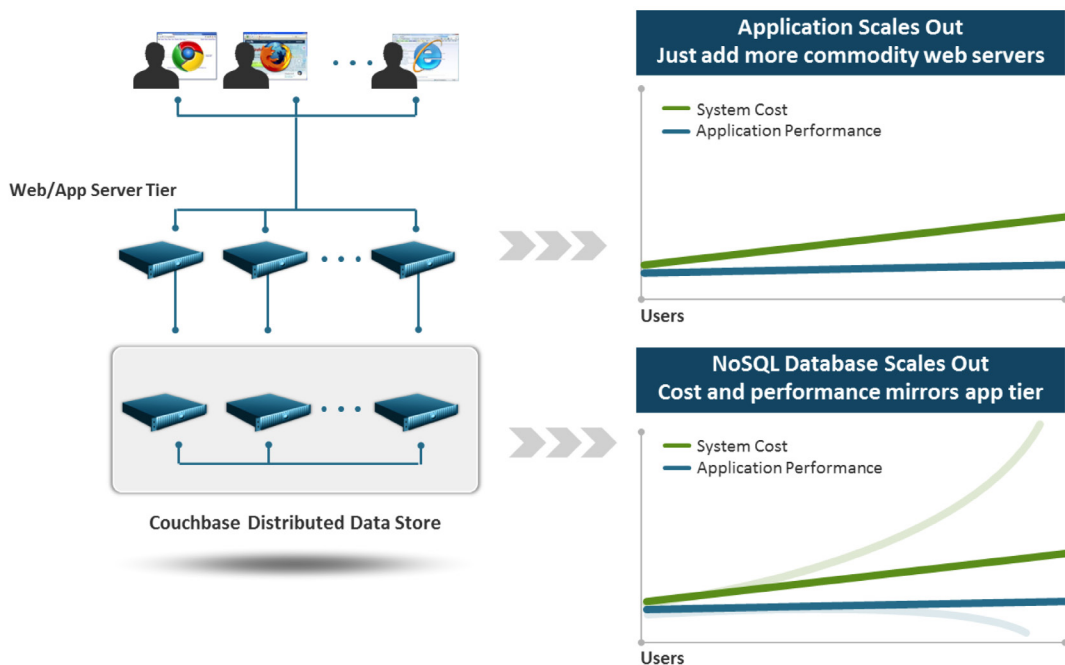 Application Scales Out
Just add more commodity web servers
System Cost
Application Performance
Users
Web/App Server Tier
NoSQL Database Scales Out
Cost and performance mirrors app tier
System Cost
Application Performance
Users
Couchbase Distributed Data Store